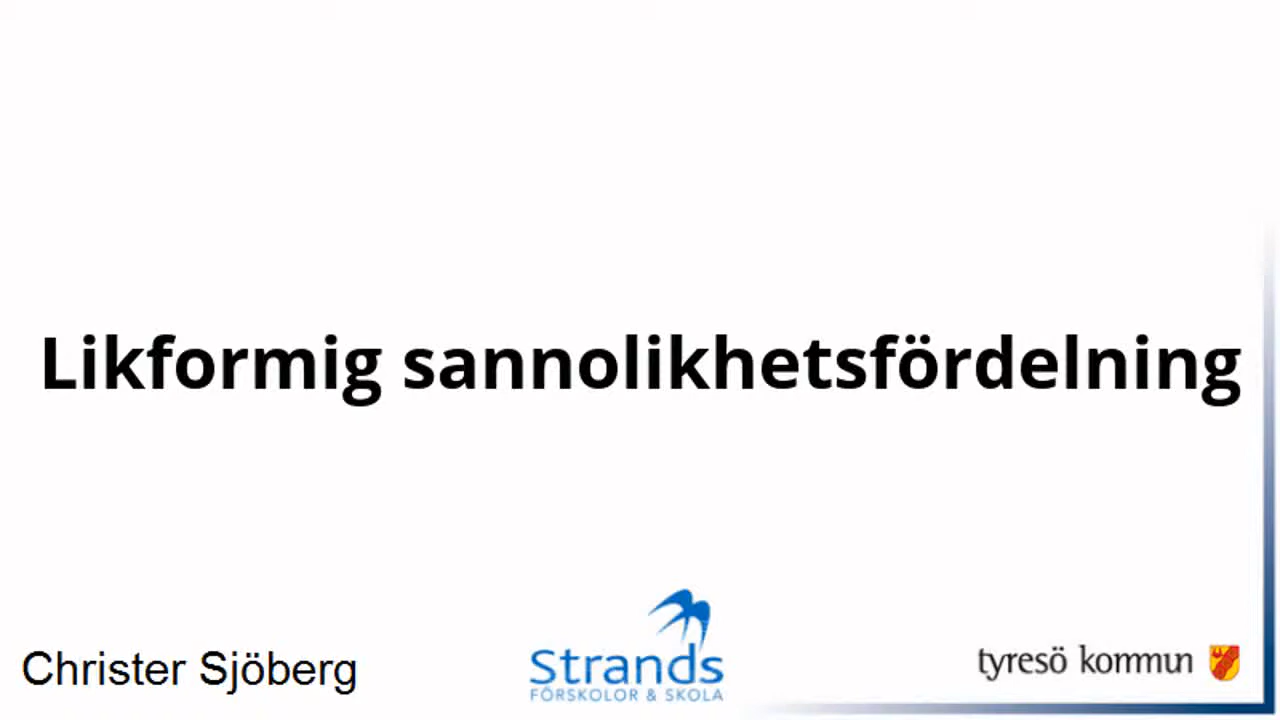 Likformig sannolikhetsfördelning
Christer Sjöberg
Strands
FÖRSKOLOR & SKOLA
tyresö kommun